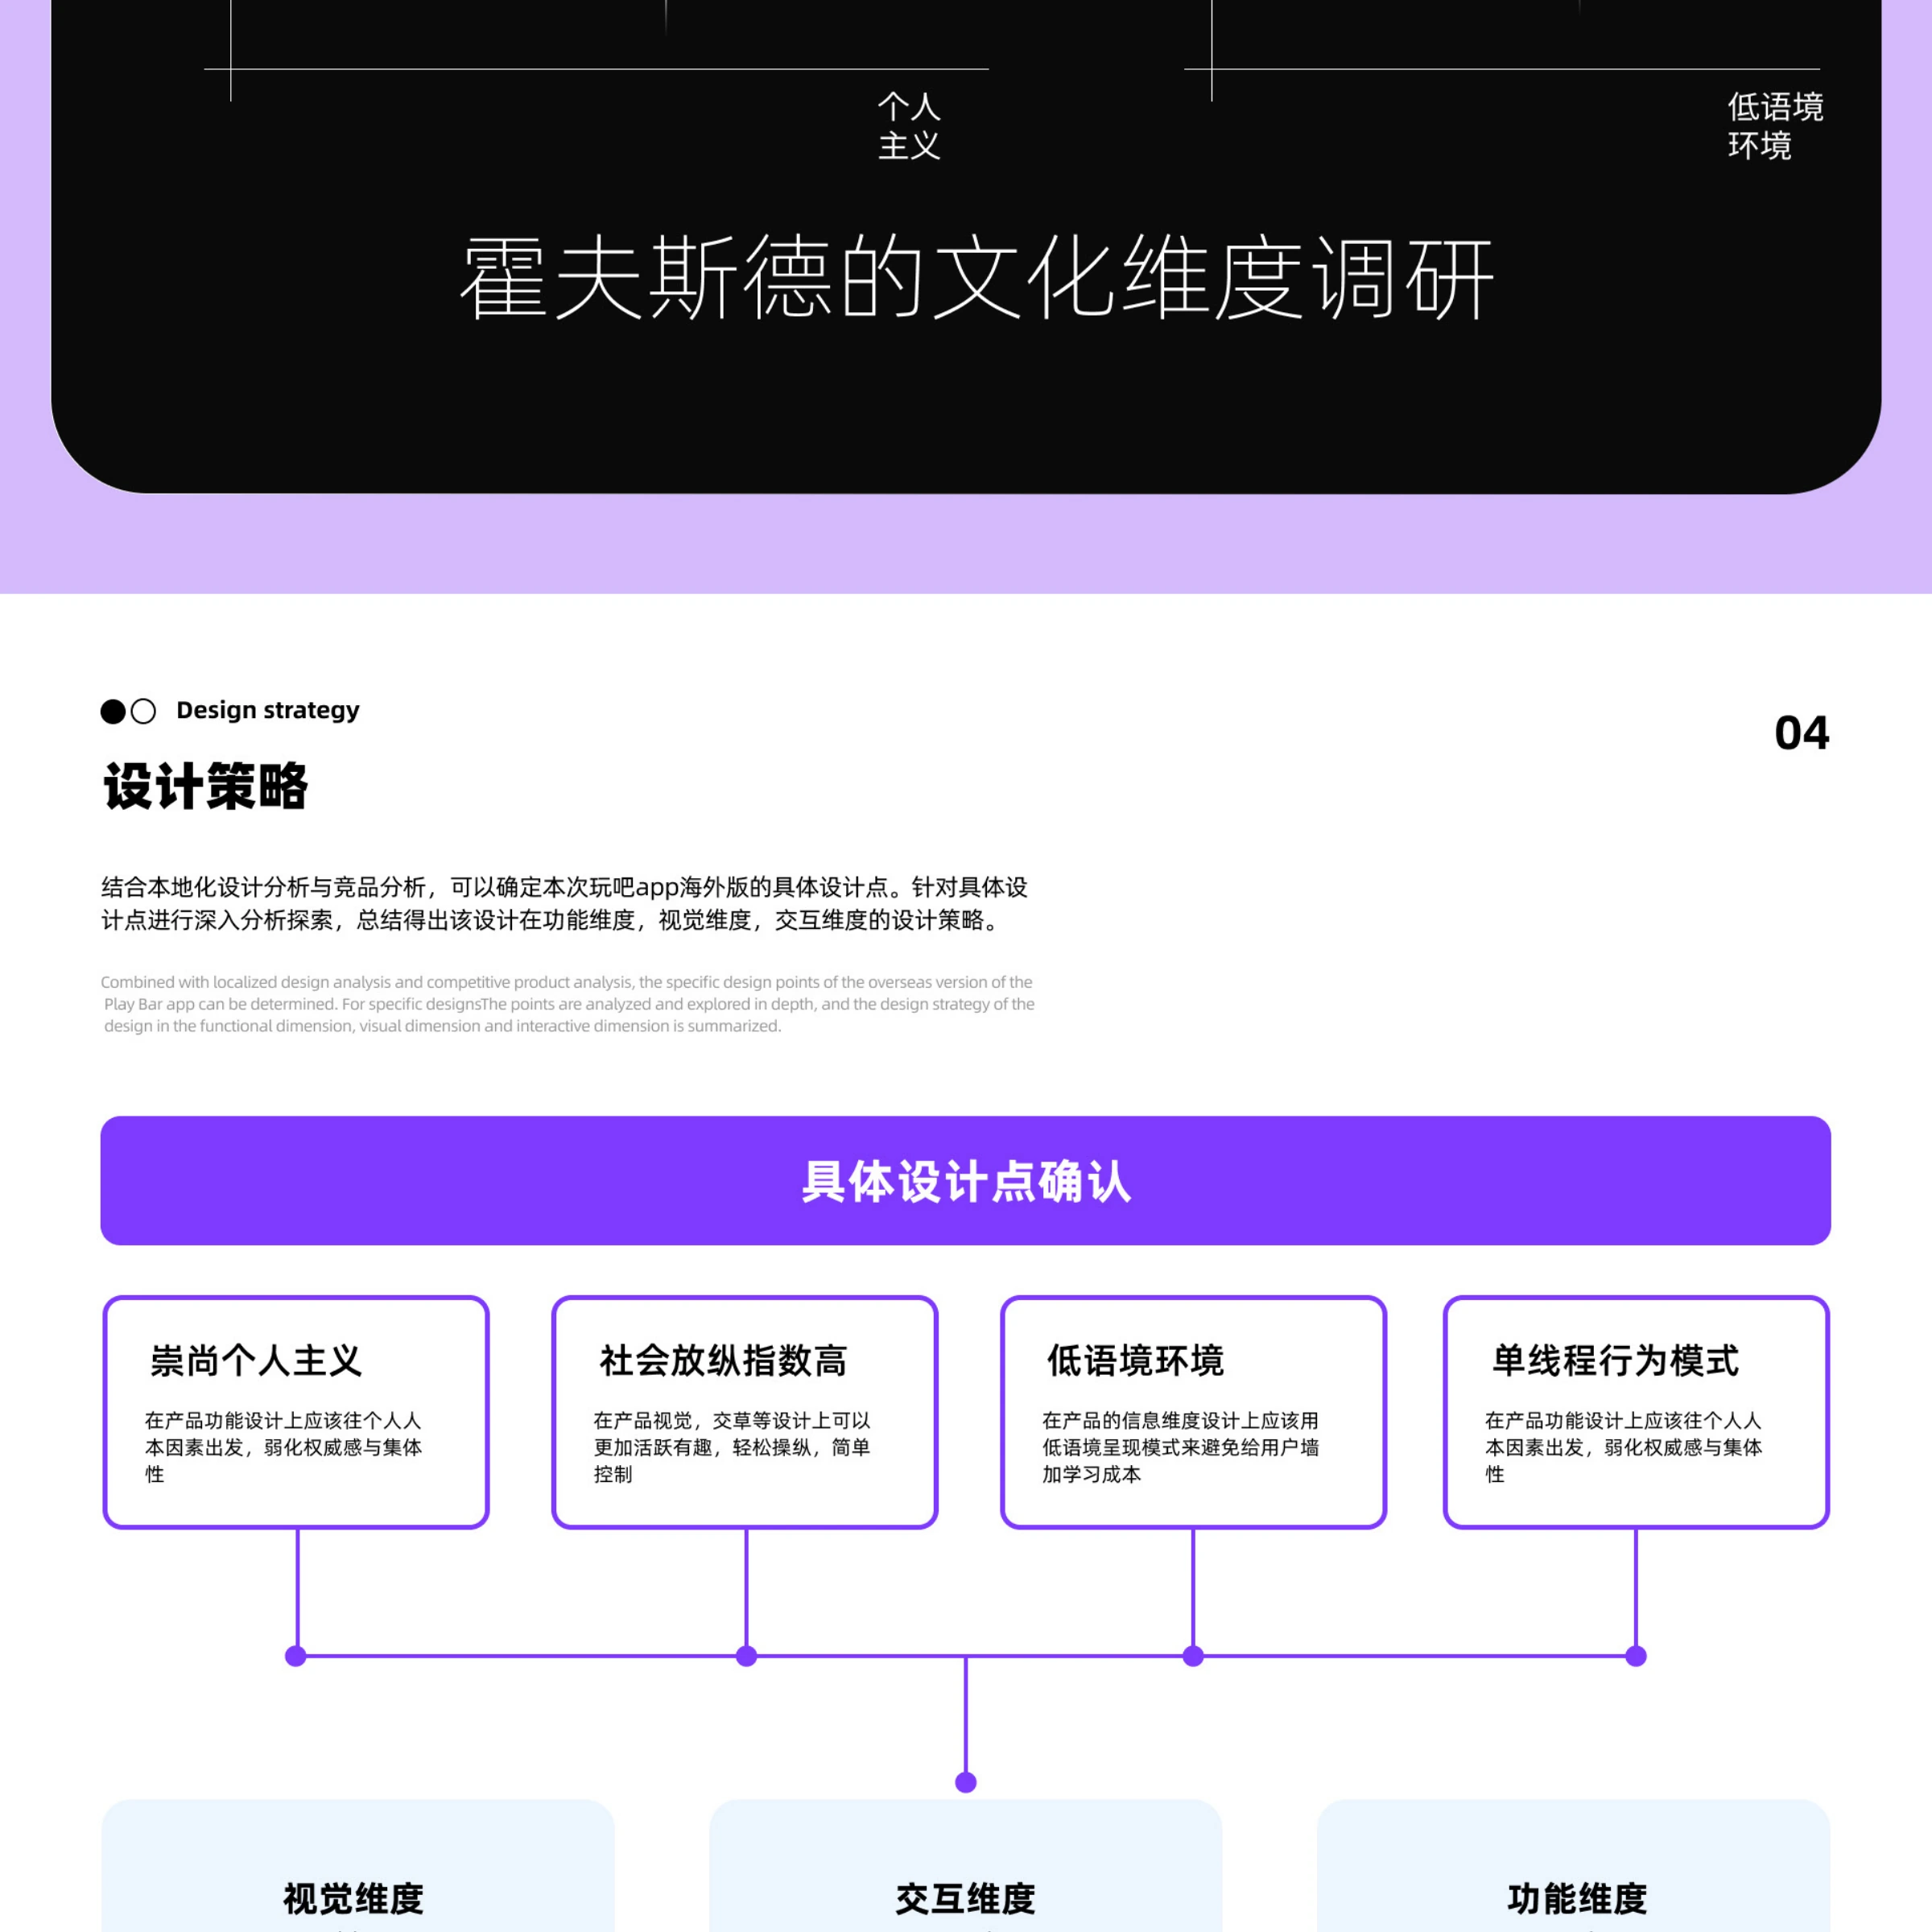 个人
主义
低语境
环境
霍夫斯德的文化维度调研
Design strategy
04
设计策略
结合本地化设计分析与竞品分析，可以确定本次玩吧app海外版的具体设计点。针对具体设
计点进行深入分析探索，总结得出该设计在功能维度，视觉维度，交互维度的设计策略。
Combined with localized design analysis and competitive product analysis, the specific design points of the overseas version of the
Play Bar app can be determined. For specific designsThe points are analyzed and explored in depth, and the design strategy of the
design in the functional dimension, visual dimension and interactive dimension is summarized.
具体设计点确认
崇尚个人主义
在产品功能设计上应该往个人人
本因素出发，弱化权威感与集体
性
社会放纵指数高
在产品视觉，交草等设计上可以
更加活跃有趣，轻松操纵，简单
控制
低语境环境
在产品的信息维度设计上应该用
低语境呈现模式来避免给用户墙
加学习成本
单线程行为模式
在产品功能设计上应该往个人人
本因素出发，弱化权威感与集体
性
视觉维度
交互维度
功能维度